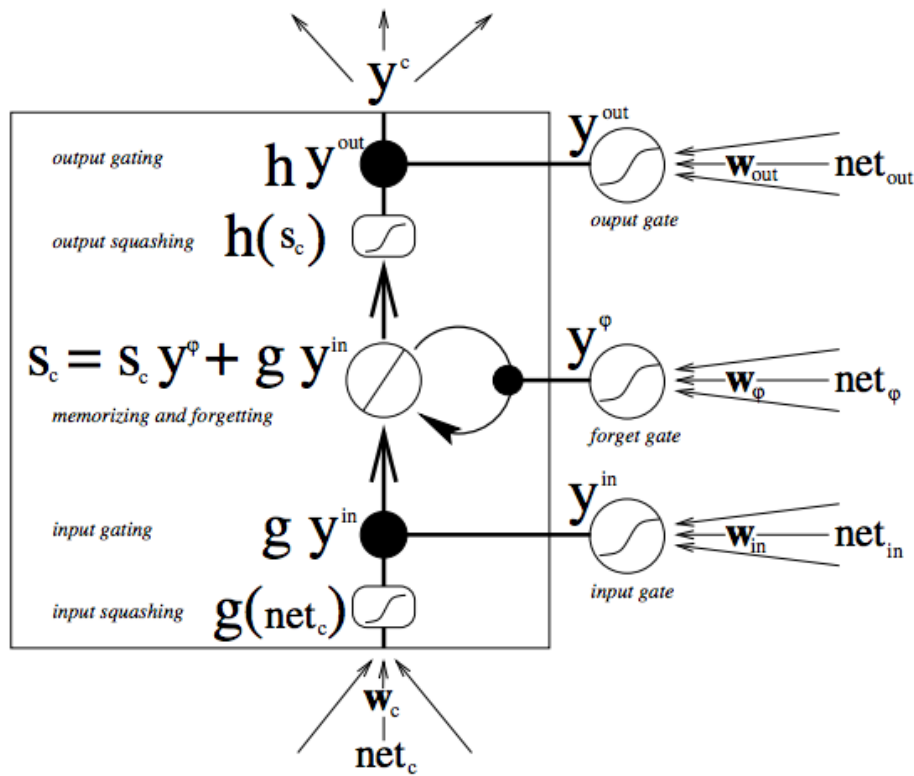 y^c
y^out
output gating
h y^out
w_out
net_out
ouput gate
output squashing
h(s_c)
y^φ
s_c = s_c y^φ + g y^in
w_φ
net_φ
memorizing and forgetting
forget gate
y^in
input gating
g y^in
w_in
net_in
input gate
input squashing
g(net_c)
w_c
net_c